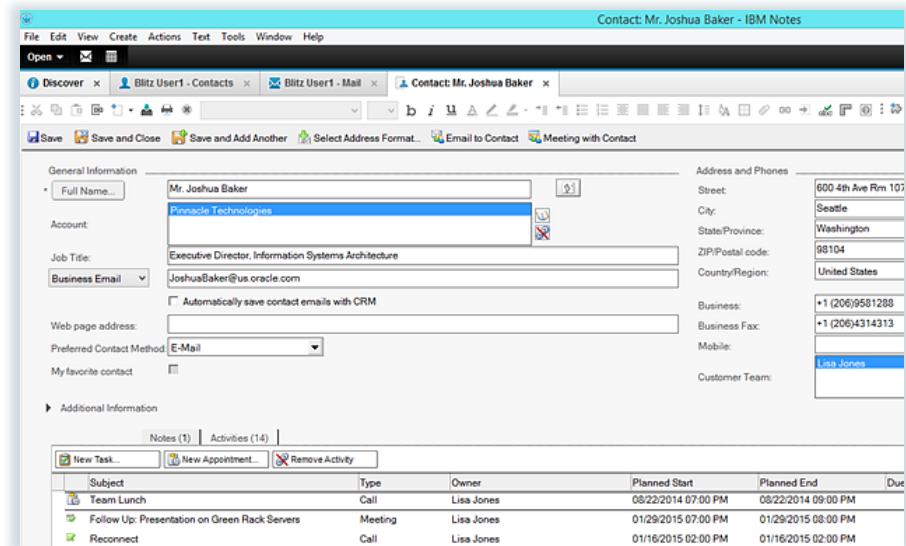 Contact: Mr. Joshua Baker - IBM Notes
File Edit View Create Actions Text Tools Window Help
Open
Discover x Blitz User1 - Contacts x Blitz User1 - Mail x Contact: Mr. Joshua Baker x
b i U A
Save Save and Close Save and Add Another Select Address Format... Email to Contact Meeting with Contact
General Information
* Full Name... Mr. Joshua Baker
Account: Pinnacle Technologies
Job Title: Executive Director, Information Systems Architecture
Business Email JoshuaBaker@us.oracle.com
Automatically save contact emails with CRM
Web page address:
Preferred Contact Method: E-Mail
My favorite contact
Additional Information
Address and Phones
Street: 600 4th Ave Rm 107
City: Seattle
State/Province: Washington
ZIP/Postal code: 98104
Country/Region: United States
Business: +1 (206)9581288
Business Fax: +1 (206)4314313
Mobile:
Customer Team: Lisa Jones
Notes (1) Activities (14)
New Task... New Appointment... Remove Activity
Subject Type Owner Planned Start Planned End Due
Team Lunch Call Lisa Jones 08/22/2014 07:00 PM 08/22/2014 09:00 PM
Follow Up: Presentation on Green Rack Servers Meeting Lisa Jones 01/29/2015 07:00 PM 01/29/2015 08:00 PM
Reconnect Call Lisa Jones 01/16/2015 02:00 PM 01/16/2015 02:00 PM